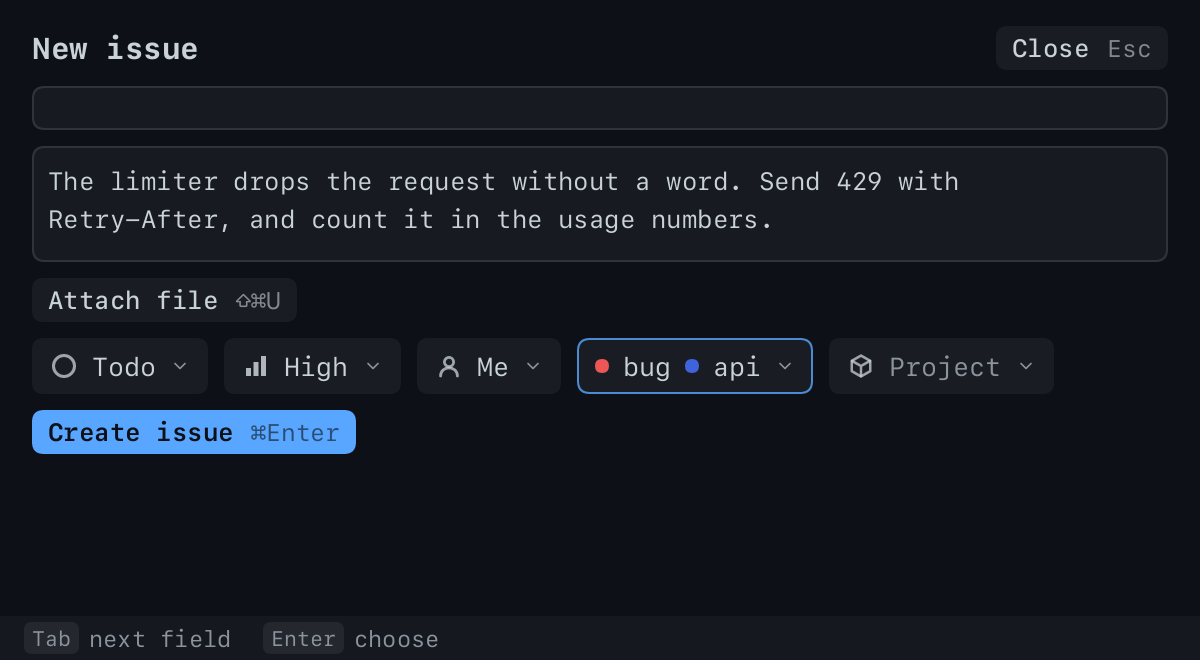 New issue
Close Esc
The limiter drops the request without a word. Send 429 with
Retry-After, and count it in the usage numbers.
Attach file ⇧⌘U
Todo High Me bug api Project
Create issue ⌘Enter
Tab next field Enter choose